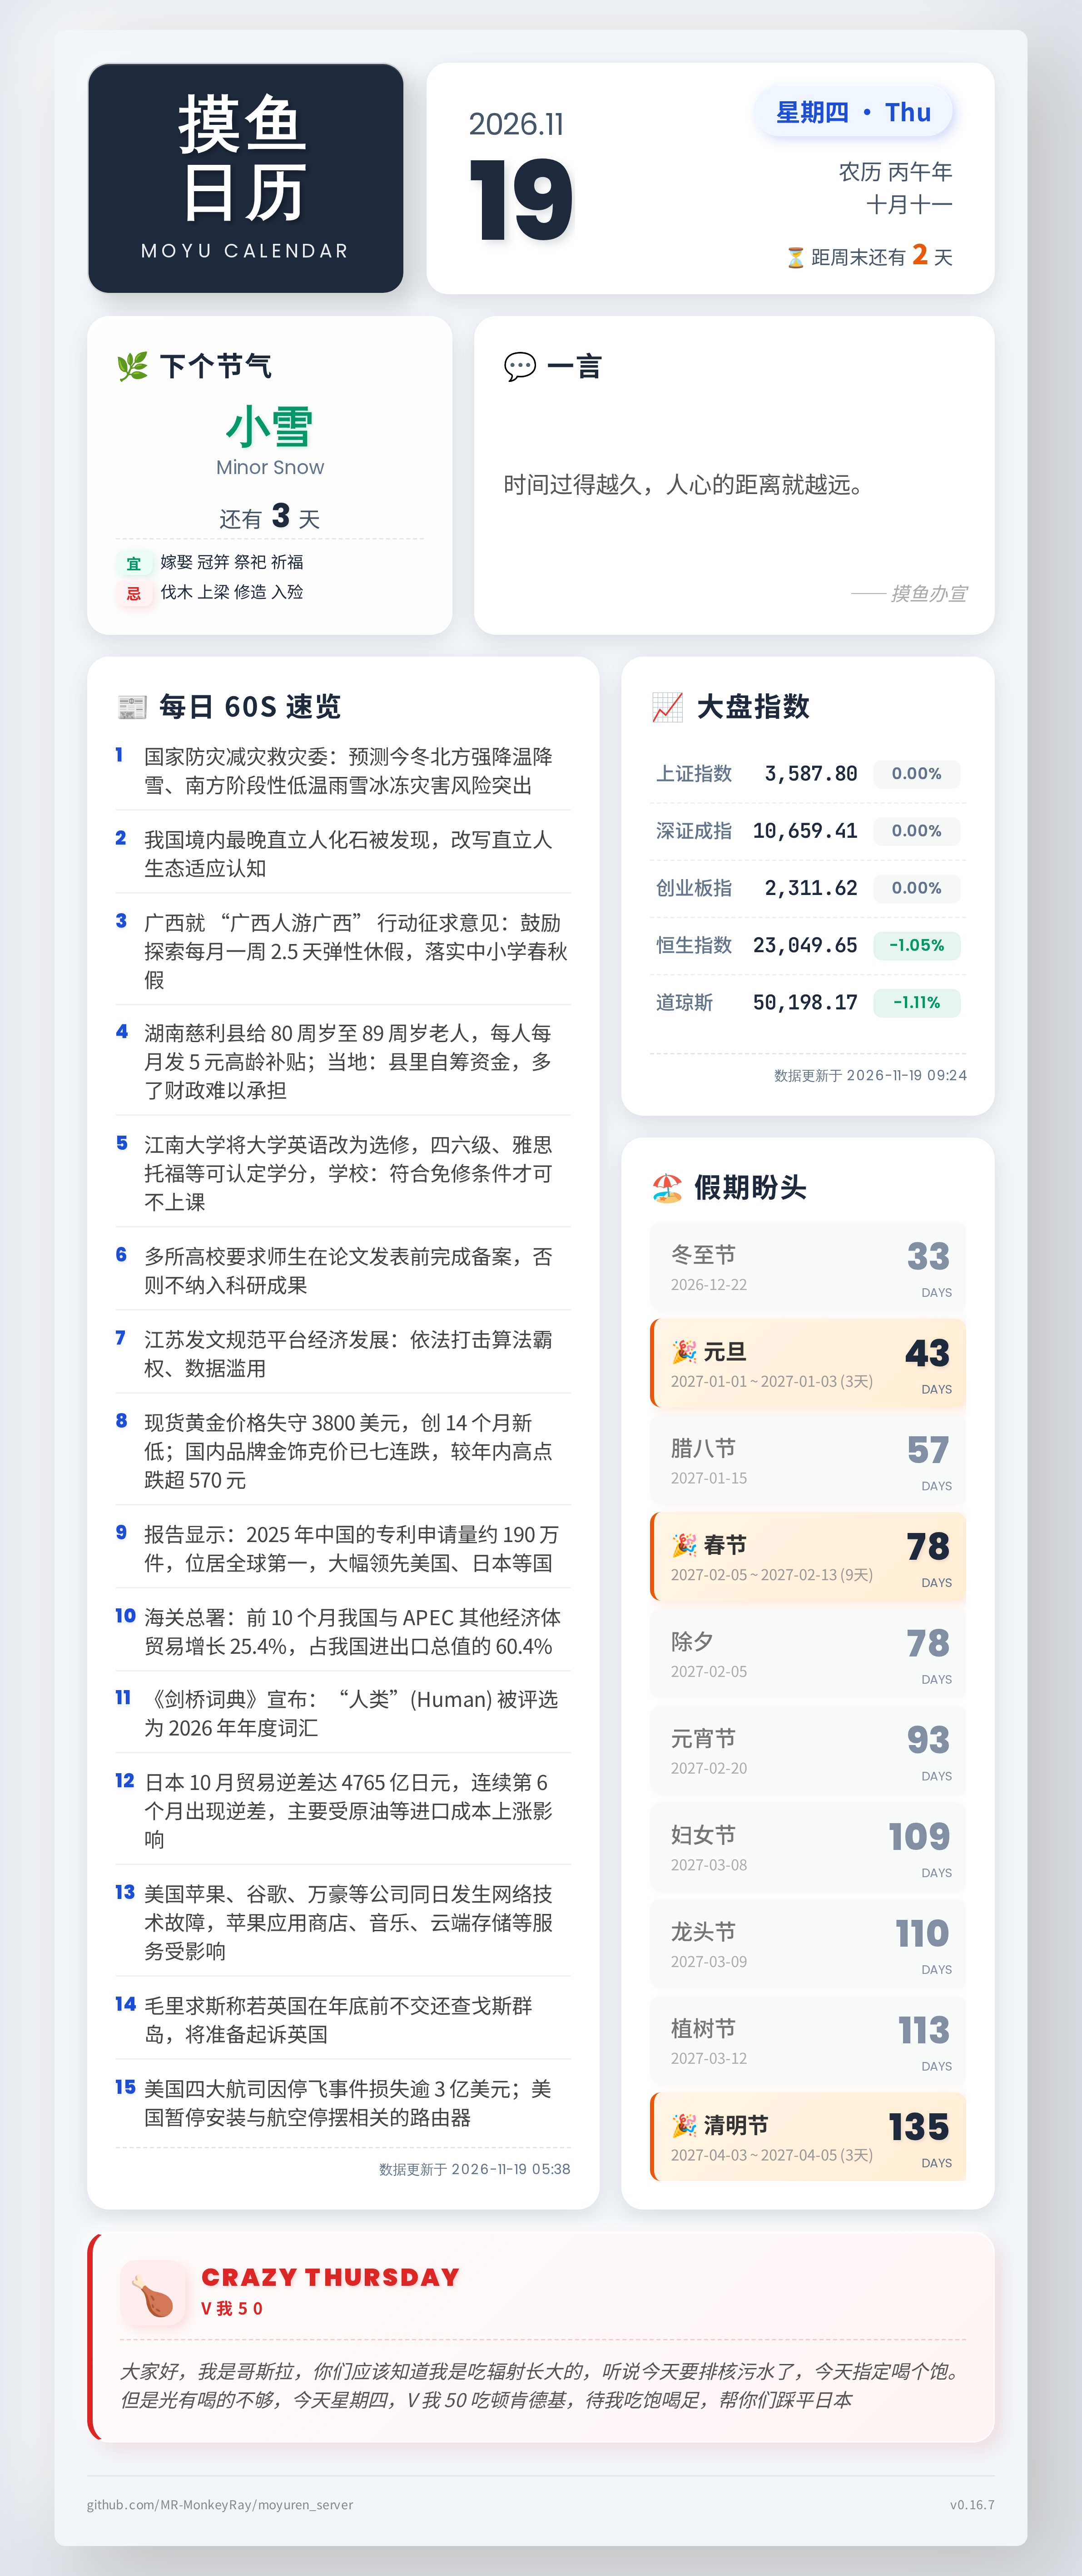 摸鱼
日历
MOYU CALENDAR
2026.11
19
星期四 • Thu
农历 丙午年
十月十一
⏳ 距周末还有 2 天
🌿 下个节气
小雪
Minor Snow
还有 3 天
宜 嫁娶 冠笄 祭祀 祈福
忌 伐木 上梁 修造 入殓
💬 一言
时间过得越久，人心的距离就越远。
—— 摸鱼办宣
📰 每日 60S 速览
1 国家防灾减灾救灾委：预测今冬北方强降温降
雪、南方阶段性低温雨雪冰冻灾害风险突出
2 我国境内最晚直立人化石被发现，改写直立人
生态适应认知
3 广西就 “广西人游广西” 行动征求意见：鼓励
探索每月一周 2.5 天弹性休假，落实中小学春秋
假
4 湖南慈利县给 80 周岁至 89 周岁老人，每人每
月发 5 元高龄补贴；当地：县里自筹资金，多
了财政难以承担
5 江南大学将大学英语改为选修，四六级、雅思
托福等可认定学分，学校：符合免修条件才可
不上课
6 多所高校要求师生在论文发表前完成备案，否
则不纳入科研成果
7 江苏发文规范平台经济发展：依法打击算法霸
权、数据滥用
8 现货黄金价格失守 3800 美元，创 14 个月新
低；国内品牌金饰克价已七连跌，较年内高点
跌超 570 元
9 报告显示：2025 年中国的专利申请量约 190 万
件，位居全球第一，大幅领先美国、日本等国
10 海关总署：前 10 个月我国与 APEC 其他经济体
贸易增长 25.4%，占我国进出口总值的 60.4%
11 《剑桥词典》宣布：“人类”(Human) 被评选
为 2026 年年度词汇
12 日本 10 月贸易逆差达 4765 亿日元，连续第 6
个月出现逆差，主要受原油等进口成本上涨影
响
13 美国苹果、谷歌、万豪等公司同日发生网络技
术故障，苹果应用商店、音乐、云端存储等服
务受影响
14 毛里求斯称若英国在年底前不交还查戈斯群
岛，将准备起诉英国
15 美国四大航司因停飞事件损失逾 3 亿美元；美
国暂停安装与航空停摆相关的路由器
数据更新于 2026-11-19 05:38
📈 大盘指数
上证指数 3,587.80 0.00%
深证成指 10,659.41 0.00%
创业板指 2,311.62 0.00%
恒生指数 23,049.65 -1.05%
道琼斯 50,198.17 -1.11%
数据更新于 2026-11-19 09:24
🏖️ 假期盼头
冬至节 33
2026-12-22 DAYS
🎉 元旦 43
2027-01-01 ~ 2027-01-03 (3天) DAYS
腊八节 57
2027-01-15 DAYS
🎉 春节 78
2027-02-05 ~ 2027-02-13 (9天) DAYS
除夕 78
2027-02-05 DAYS
元宵节 93
2027-02-20 DAYS
妇女节 109
2027-03-08 DAYS
龙头节 110
2027-03-09 DAYS
植树节 113
2027-03-12 DAYS
🎉 清明节 135
2027-04-03 ~ 2027-04-05 (3天) DAYS
CRAZY THURSDAY
V 我 5 0
大家好，我是哥斯拉，你们应该知道我是吃辐射长大的，听说今天要排核污水了，今天指定喝个饱。
但是光有喝的不够，今天星期四，V 我 50 吃顿肯德基，待我吃饱喝足，帮你们踩平日本
github.com/MR-MonkeyRay/moyuren_server
v0.16.7